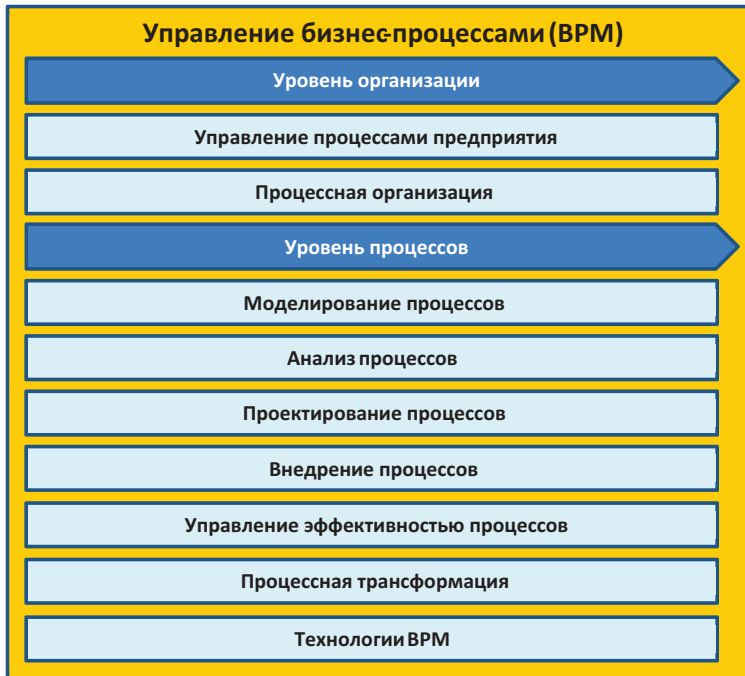 Управление бизнес-процессами (BPM)
Уровень организации
Управление процессами предприятия
Процессная организация
Уровень процессов
Моделирование процессов
Анализ процессов
Проектирование процессов
Внедрение процессов
Управление эффективностью процессов
Процессная трансформация
Технологии BPM